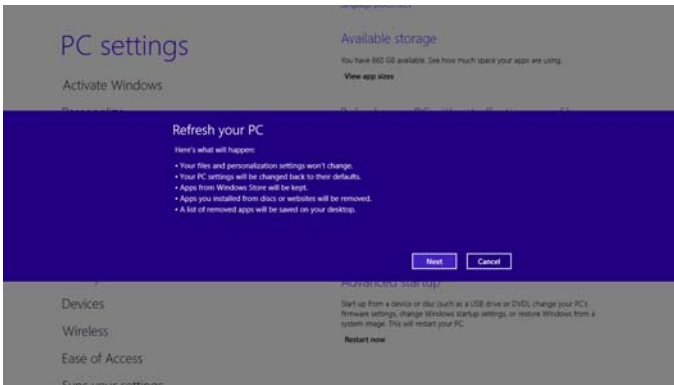 PC settings
Activate Windows
Available storage
You have 660 GB available. See how much space your apps are using.
View app sizes
Refresh your PC
Here's what will happen:
• Your files and personalization settings won't change.
• Your PC settings will be changed back to their defaults.
• Apps from Windows Store will be kept.
• Apps you installed from discs or websites will be removed.
• A list of removed apps will be saved on your desktop.
Next Cancel
Devices
Wireless
Ease of Access
Sync your settings
Advanced startup
Start up from a device or disc (such as a USB drive or DVD), change your PC's
firmware settings, change Windows startup settings, or restore Windows from a
system image. This will restart your PC.
Restart now